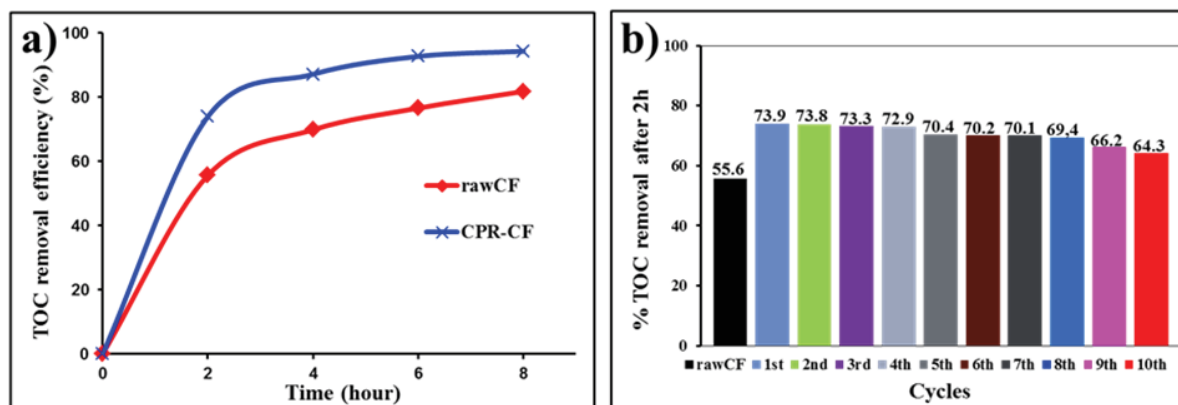 a)
TOC removal efficiency (%)
100
80
60
40
20
0
0 2 4 6 8
Time (hour)
rawCF
CPR-CF
b)
% TOC removal after 2h
100
80
60
40
20
0
55.6 73.9 73.8 73.3 72.9 70.4 70.2 70.1 69,4 66.2 64.3
rawCF 1st 2nd 3rd 4th 5th 6th 7th 8th 9th 10th
Cycles